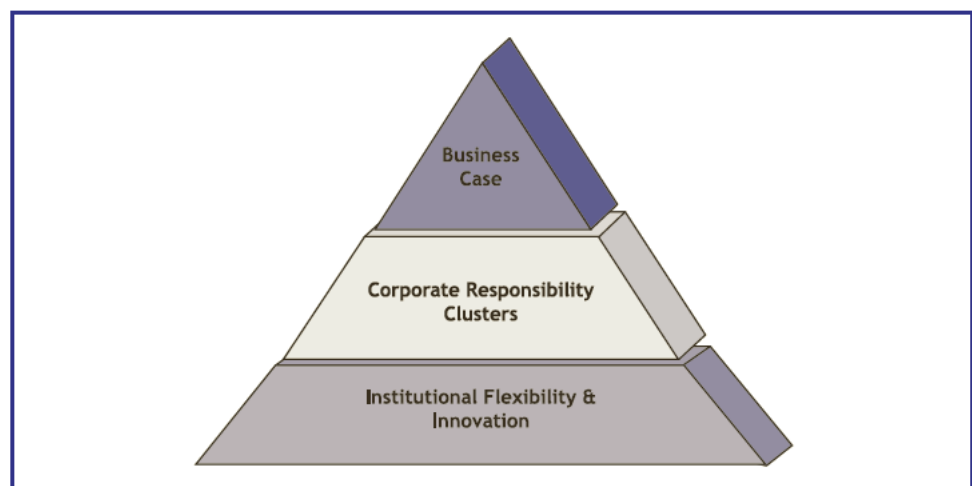 Business
Case
Corporate Responsibility
Clusters
Institutional Flexibility &
Innovation